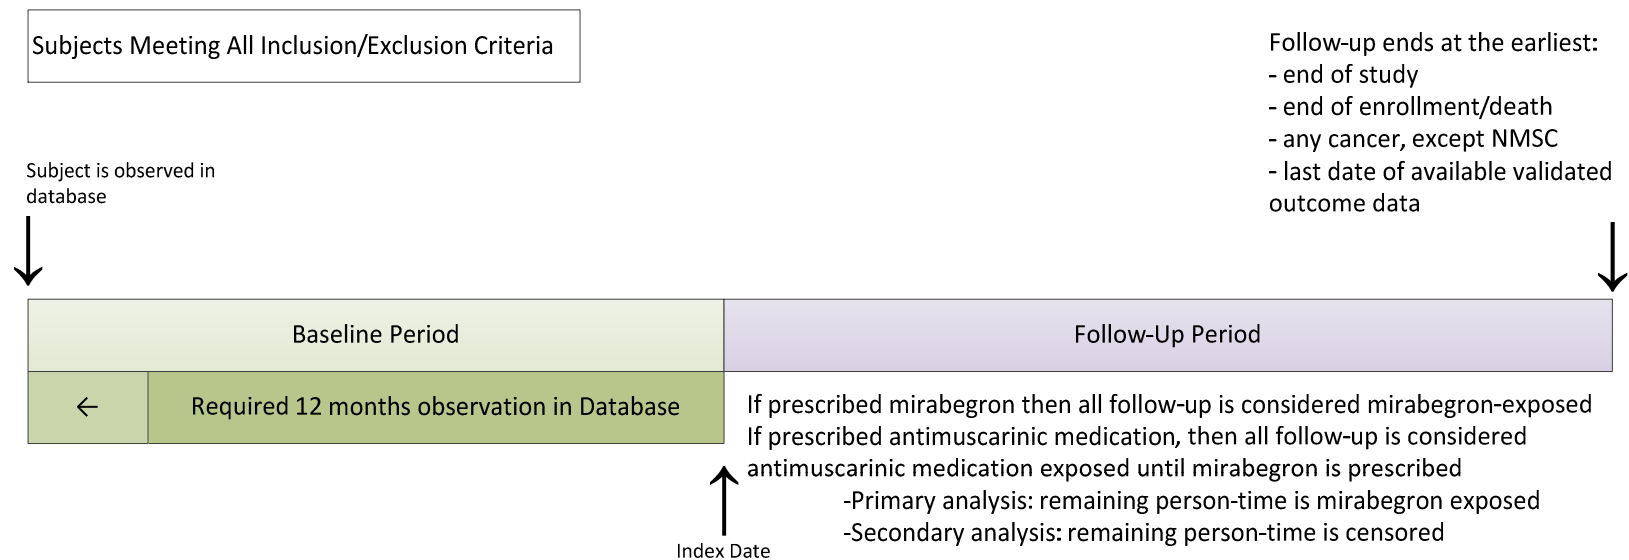 Subjects Meeting All Inclusion/Exclusion Criteria
Follow-up ends at the earliest:
- end of study
- end of enrollment/death
- any cancer, except NMSC
- last date of available validated
outcome data
Subject is observed in
database
Baseline Period
Follow-Up Period
←
Required 12 months observation in Database
If prescribed mirabegron then all follow-up is considered mirabegron-exposed
If prescribed antimuscarinic medication, then all follow-up is considered
antimuscarinic medication exposed until mirabegron is prescribed
-Primary analysis: remaining person-time is mirabegron exposed
-Secondary analysis: remaining person-time is censored
Index Date